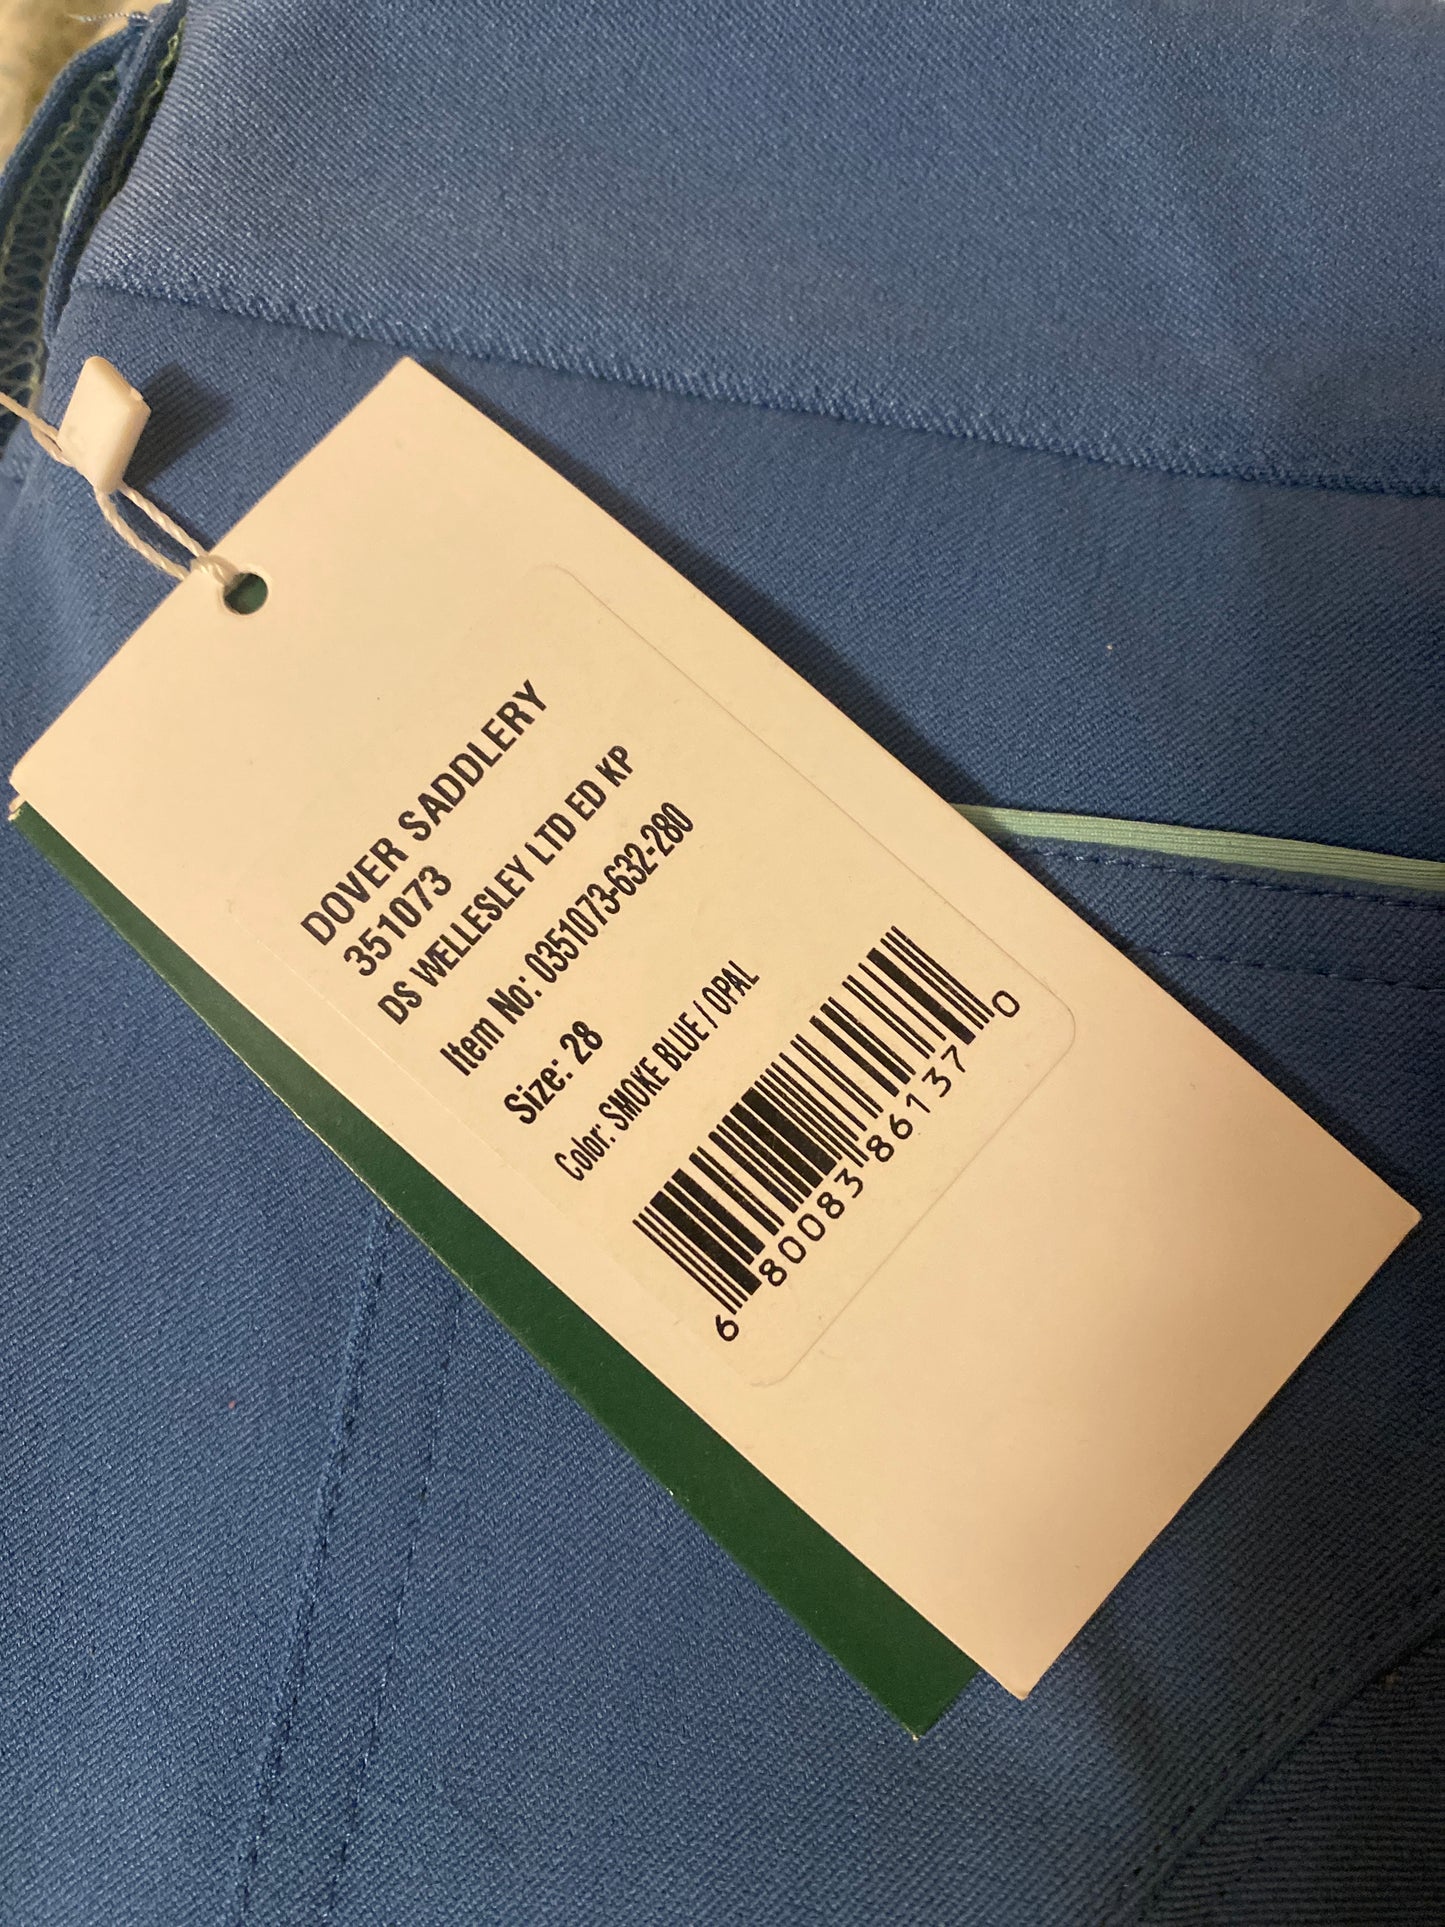 DOVER SADDLERY
351073
DS WELLESLEY LTD ED KP
Item No: 0351073-632-280
Size: 28
Color: SMOKE BLUE / OPAL
6 80083 86137 0